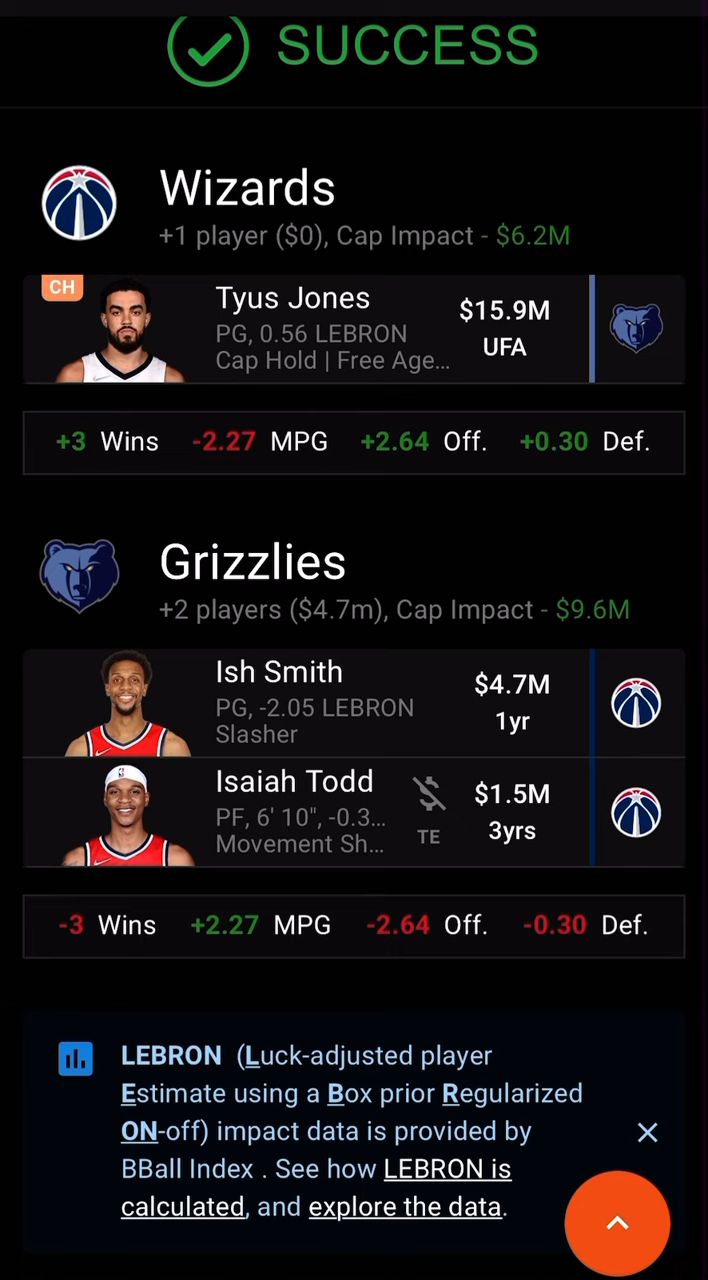 SUCCESS
Wizards
+1 player ($0), Cap Impact - $6.2M
CH
Tyus Jones
PG, 0.56 LEBRON
Cap Hold | Free Age...
$15.9M
UFA
+3 Wins -2.27 MPG +2.64 Off. +0.30 Def.
Grizzlies
+2 players ($4.7m), Cap Impact - $9.6M
Ish Smith
PG, -2.05 LEBRON
Slasher
$4.7M
1yr
Isaiah Todd
PF, 6' 10", -0.3...
Movement Sh...
TE
$1.5M
3yrs
-3 Wins +2.27 MPG -2.64 Off. -0.30 Def.
LEBRON (Luck-adjusted player
Estimate using a Box prior Regularized
ON-off) impact data is provided by
BBall Index . See how LEBRON is
calculated, and explore the data.